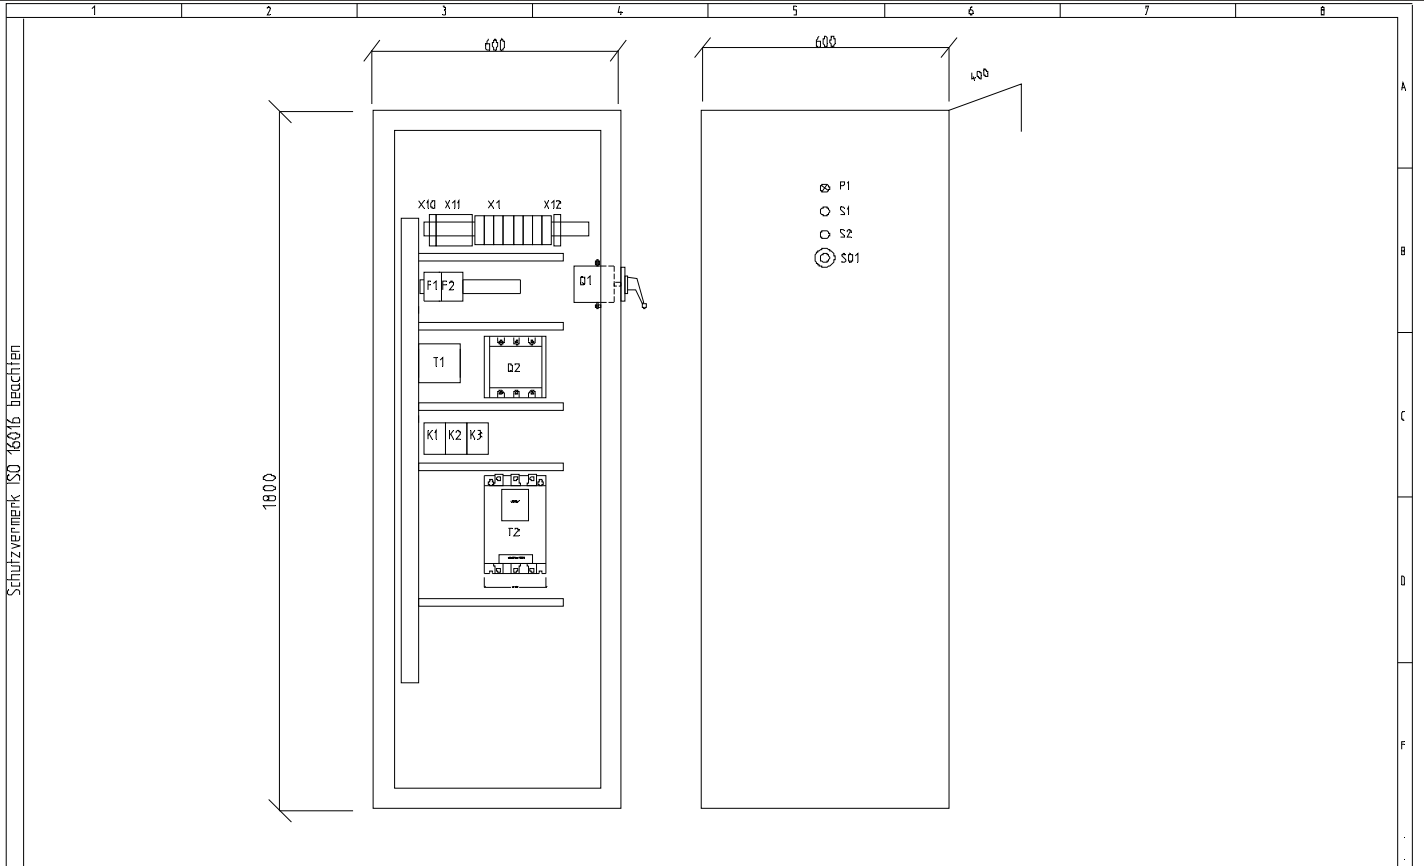 1 2 3 4 5 6 7 8
600 600
400
A
P1
X10 X11 X1 X12
S1
S2
B
S01
F1 F2 Q1
T1 Q2
C
K1 K2 K3
1800
T2
D
F
Schutzvermerk ISO 16016 beachten